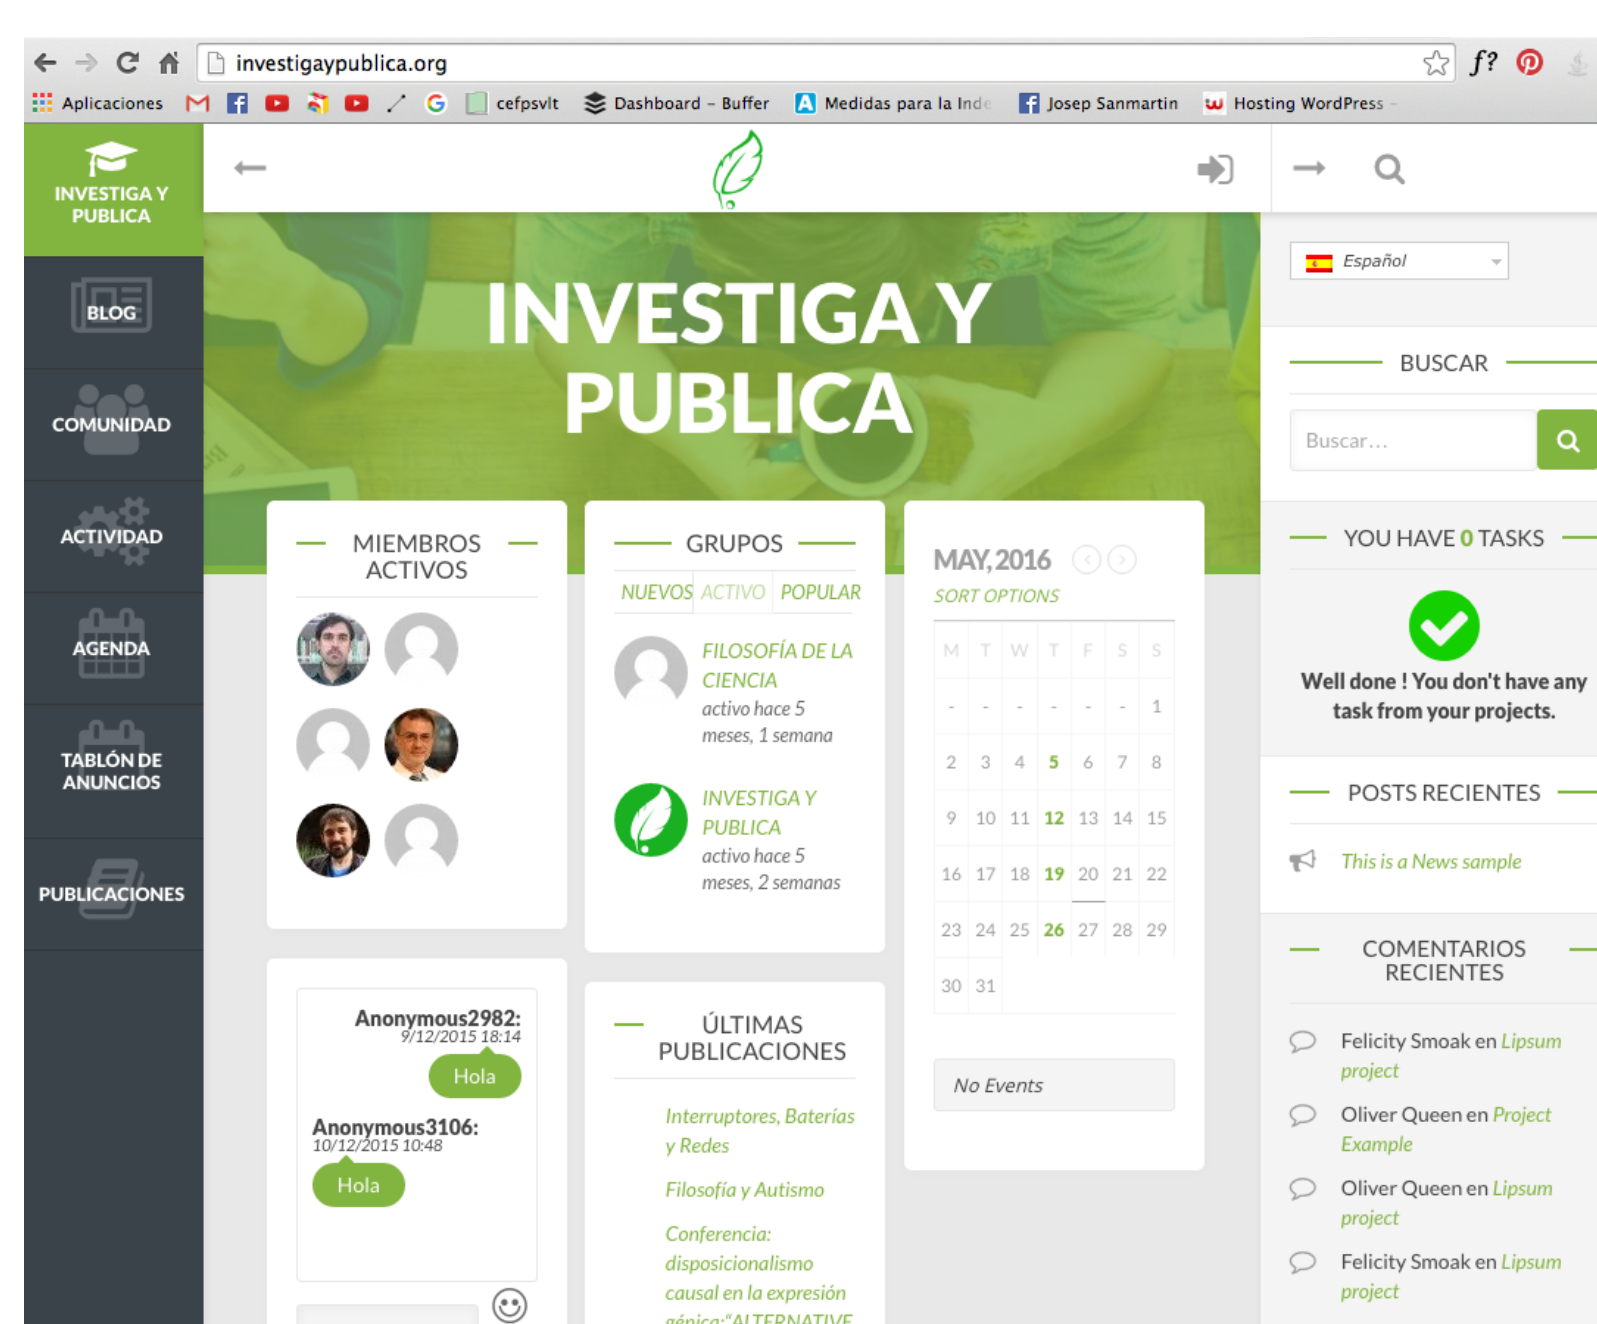 investigaypublica.org
Aplicaciones
cefpsvlt
Dashboard – Buffer
Medidas para la Inde
Josep Sanmartin
Hosting WordPress –
INVESTIGA Y
PUBLICA
BLOG
COMUNIDAD
ACTIVIDAD
AGENDA
TABLÓN DE
ANUNCIOS
PUBLICACIONES
INVESTIGA Y
PUBLICA
MIEMBROS
ACTIVOS
Anonymous2982:
9/12/2015 18:14
Hola
Anonymous3106:
10/12/2015 10:48
Hola
GRUPOS
NUEVOS ACTIVO POPULAR
FILOSOFÍA DE LA
CIENCIA
activo hace 5
meses, 1 semana
INVESTIGA Y
PUBLICA
activo hace 5
meses, 2 semanas
ÚLTIMAS
PUBLICACIONES
Interruptores, Baterías
y Redes
Filosofía y Autismo
Conferencia:
disposicionalismo
causal en la expresión
génica:“ALTERNATIVE
MAY, 2016
SORT OPTIONS
M T W T F S S
- - - - - - 1
2 3 4 5 6 7 8
9 10 11 12 13 14 15
16 17 18 19 20 21 22
23 24 25 26 27 28 29
30 31
No Events
Español
BUSCAR
Buscar…
YOU HAVE 0 TASKS
Well done ! You don't have any
task from your projects.
POSTS RECIENTES
This is a News sample
COMENTARIOS
RECIENTES
Felicity Smoak en Lipsum
project
Oliver Queen en Project
Example
Oliver Queen en Lipsum
project
Felicity Smoak en Lipsum
project